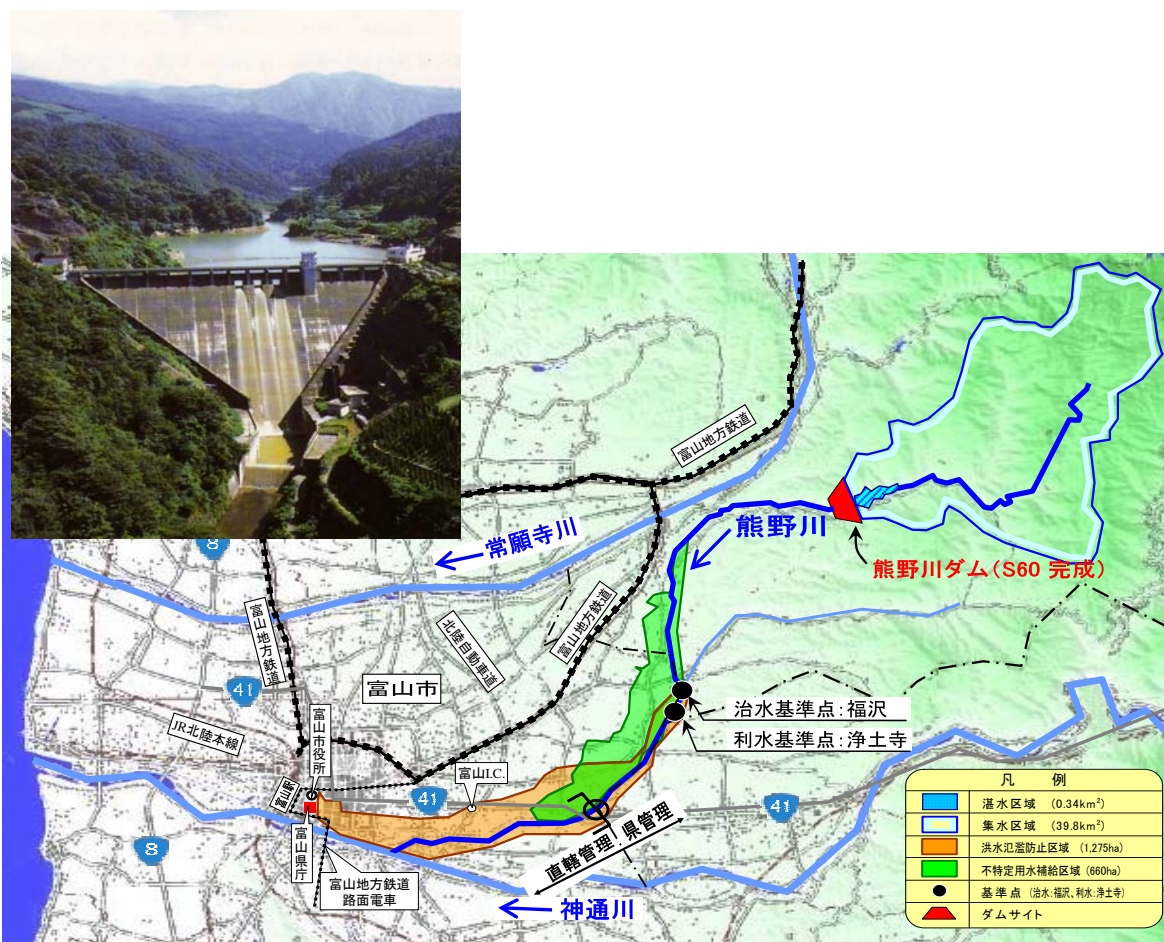 富山地方鉄道
常願寺川
熊野川
熊野川ダム(S60 完成)
8
富山地方鉄道
北陸自動車道
富山地方鉄道
41
富山市
JR北陸本線
富山市役所
治水基準点:福沢
利水基準点:浄土寺
富山I.C.
富山駅
41
41
富山県庁
直轄管理
県管理
8
富山地方鉄道
路面電車
神通川
凡 例
湛水区域 (0.34km²)
集水区域 (39.8km²)
洪水氾濫防止区域 (1,275ha)
不特定用水補給区域 (660ha)
基準点 (治水:福沢、利水:浄土寺)
ダムサイト